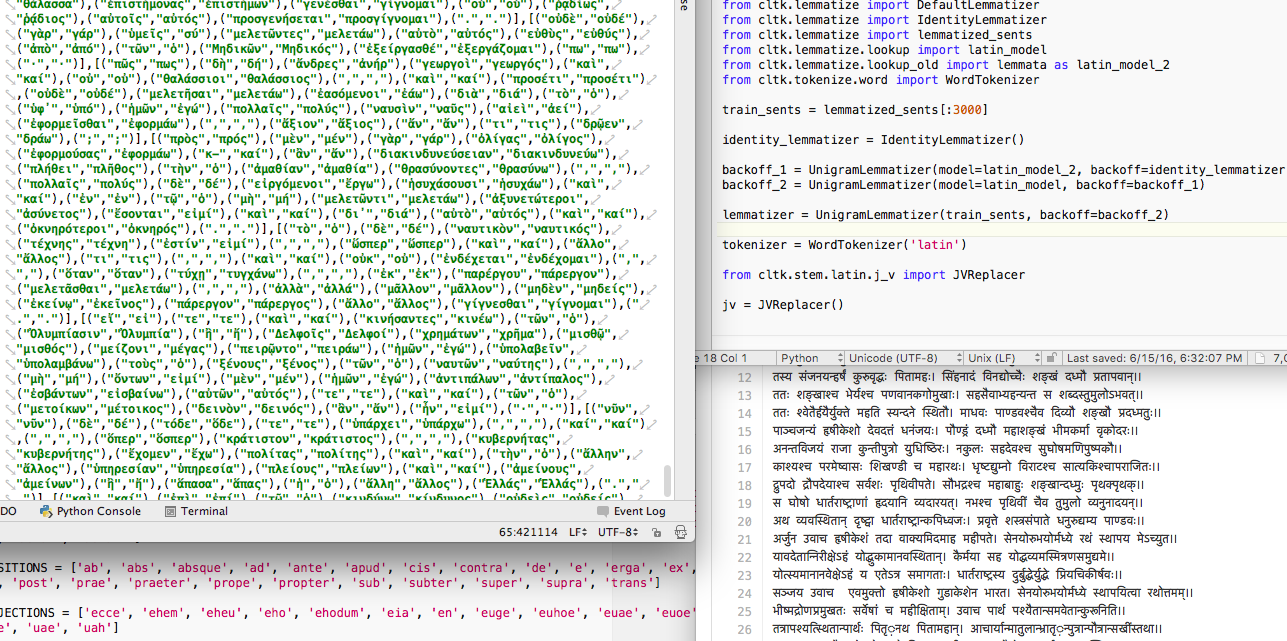 θάλασσα"),("ἐπιστήμονας","ἐπιστήμων"),("γενέσθαι","γίγνομαι"),("οὐ","οὐ"),("ῥᾳδίως",
"ῥᾴδιος"),("αὐτοῖς","αὐτός"),("προσγενήσεται","προσγίγνομαι"),(".",".")],[("οὐδὲ","οὐδέ"),
("γὰρ","γάρ"),("ὑμεῖς","σύ"),("μελετῶντες","μελετάω"),("αὐτὸ","αὐτός"),("εὐθὺς","εὐθύς"),
("ἀπὸ","ἀπό"),("τῶν","ὁ"),("Μηδικῶν","Μηδικός"),("ἐξείργασθέ","ἐξεργάζομαι"),("πω","πω"),
("·","·")],[("πῶς","πως"),("δὴ","δή"),("ἄνδρες","ἀνήρ"),("γεωργοὶ","γεωργός"),("καὶ",
"καί"),("οὐ","οὐ"),("θαλάσσιοι","θαλάσσιος"),(",",","),("καὶ","καί"),("προσέτι","προσέτι")
,("οὐδὲ","οὐδέ"),("μελετῆσαι","μελετάω"),("ἐασόμενοι","ἐάω"),("διὰ","διά"),("τὸ","ὁ"),
("ὑφ᾽","ὑπό"),("ἡμῶν","ἐγώ"),("πολλαῖς","πολύς"),("ναυσὶν","ναῦς"),("αἰεὶ","ἀεί"),
("ἐφορμεῖσθαι","ἐφορμάω"),(",",","),("ἄξιον","ἄξιος"),("ἂν","ἄν"),("τι","τις"),("δρῷεν",
"δράω"),(";",";")],[("πρὸς","πρός"),("μὲν","μέν"),("γὰρ","γάρ"),("ὀλίγας","ὀλίγος"),
("ἐφορμούσας","ἐφορμάω"),("κ—","καί"),("ἂν","ἄν"),("διακινδυνεύσειαν","διακινδυνεύω"),
("πλήθει","πλῆθος"),("τὴν","ὁ"),("ἀμαθίαν","ἀμαθία"),("θρασύνοντες","θρασύνω"),(",",","),
("πολλαῖς","πολύς"),("δὲ","δέ"),("εἰργόμενοι","ἔργω"),("ἡσυχάσουσι","ἡσυχάω"),("καὶ",
"καί"),("ἐν","ἐν"),("τῷ","ὁ"),("μὴ","μή"),("μελετῶντι","μελετάω"),("ἀξυνετώτεροι",
"ἀσύνετος"),("ἔσονται","εἰμί"),("καὶ","καί"),("δι᾽","διά"),("αὐτὸ","αὐτός"),("καὶ","καί"),
("ὀκνηρότεροι","ὀκνηρός"),(".",".")],[("τὸ","ὁ"),("δὲ","δέ"),("ναυτικὸν","ναυτικός"),
("τέχνης","τέχνη"),("ἐστίν","εἰμί"),(",",","),("ὥσπερ","ὥσπερ"),("καὶ","καί"),("ἄλλο",
"ἄλλος"),("τι","τις"),(",",","),("καὶ","καί"),("οὐκ","οὐ"),("ἐνδέχεται","ἐνδέχομαι"),(",",
","),("ὅταν","ὅταν"),("τύχῃ","τυγχάνω"),(",",","),("ἐκ","ἐκ"),("παρέργου","πάρεργον"),
("μελετᾶσθαι","μελετάω"),(",",","),("ἀλλὰ","ἀλλά"),("μᾶλλον","μᾶλλον"),("μηδὲν","μηδείς"),
("ἐκείνῳ","ἐκεῖνος"),("πάρεργον","πάρεργος"),("ἄλλο","ἄλλος"),("γίγνεσθαι","γίγνομαι"),(".
",".")],[("εἴ","εἰ"),("τε","τε"),("καὶ","καί"),("κινήσαντες","κινέω"),("τῶν","ὁ"),
("Ὀλυμπίασιν","Ὀλυμπία"),("ἢ","ἤ"),("Δελφοῖς","Δελφοί"),("χρημάτων","χρῆμα"),("μισθῷ",
"μισθός"),("μείζονι","μέγας"),("πειρῷντο","πειράω"),("ἡμῶν","ἐγώ"),("ὑπολαβεῖν",
"ὑπολαμβάνω"),("τοὺς","ὁ"),("ξένους","ξένος"),("τῶν","ὁ"),("ναυτῶν","ναύτης"),(",",","),
("μὴ","μή"),("ὄντων","εἰμί"),("μὲν","μέν"),("ἡμῶν","ἐγώ"),("ἀντιπάλων","ἀντίπαλος"),
("ἐσβάντων","εἰσβαίνω"),("αὐτῶν","αὐτός"),("τε","τε"),("καὶ","καί"),("τῶν","ὁ"),
("μετοίκων","μέτοικος"),("δεινὸν","δεινός"),("ἂν","ἄν"),("ἦν","εἰμί"),("·","·")],[("νῦν",
"νῦν"),("δὲ","δέ"),("τόδε","ὅδε"),("τε","τε"),("ὑπάρχει","ὑπάρχω"),(",",","),("καί","καί")
,(",",","),("ὅπερ","ὅσπερ"),("κράτιστον","κράτιστος"),(",",","),("κυβερνήτας",
"κυβερνήτης"),("ἔχομεν","ἔχω"),("πολίτας","πολίτης"),("καὶ","καί"),("τὴν","ὁ"),("ἄλλην",
"ἄλλος"),("ὑπηρεσίαν","ὑπηρεσία"),("πλείους","πλείων"),("καὶ","καί"),("ἀμείνους",
"ἀμείνων"),("ἢ","ἤ"),("ἅπασα","ἅπας"),("ἡ","ὁ"),("ἄλλη","ἄλλος"),("Ἑλλάς","Ἑλλάς"),(".",
".")],[("καὶ","καί"),("ἐπὶ","ἐπί"),("τῷ","ὁ"),("κινδύνῳ","κίνδυνος"),("οὐδεὶς","οὐδείς"),
DO Python Console Terminal Event Log
65:421114 LF UTF-8
SITIONS = ['ab', 'abs', 'absque', 'ad', 'ante', 'apud', 'cis', 'contra', 'de', 'e', 'erga', 'ex',
, 'post', 'prae', 'praeter', 'prope', 'propter', 'sub', 'subter', 'super', 'supra', 'trans']
JECTIONS = ['ecce', 'ehem', 'eheu', 'eho', 'ehodum', 'eia', 'en', 'euge', 'euhoe', 'euae', 'euoe'
e', 'uae', 'uah']
from cltk.lemmatize import DefaultLemmatizer
from cltk.lemmatize import IdentityLemmatizer
from cltk.lemmatize import lemmatized_sents
from cltk.lemmatize.lookup import latin_model
from cltk.lemmatize.lookup_old import lemmata as latin_model_2
from cltk.tokenize.word import WordTokenizer
train_sents = lemmatized_sents[:3000]
identity_lemmatizer = IdentityLemmatizer()
backoff_1 = UnigramLemmatizer(model=latin_model_2, backoff=identity_lemmatizer
backoff_2 = UnigramLemmatizer(model=latin_model, backoff=backoff_1)
lemmatizer = UnigramLemmatizer(train_sents, backoff=backoff_2)
tokenizer = WordTokenizer('latin')
from cltk.stem.latin.j_v import JVReplacer
jv = JVReplacer()
e 18 Col 1 Python Unicode (UTF-8) Unix (LF) Last saved: 6/15/16, 6:32:07 PM 7,0
12 तस्य संजनयन्हर्षं कुरुवृद्धः पितामहः। सिंहनादं विनद्योच्चैः शङ्खं दध्मौ प्रतापवान्।।
13 ततः शङ्खाश्च भेर्यश्च पणवानकगोमुखाः। सहसैवाभ्यहन्यन्त स शब्दस्तुमुलोऽभवत्।।
14 ततः श्वेतैर्हयैर्युक्ते महति स्यन्दने स्थितौ। माधवः पाण्डवश्चैव दिव्यौ शङ्खौ प्रदध्मतुः।।
15 पाञ्चजन्यं हृषीकेशो देवदत्तं धनंजयः। पौण्ड्रं दध्मौ महाशङ्खं भीमकर्मा वृकोदरः।।
16 अनन्तविजयं राजा कुन्तीपुत्रो युधिष्ठिरः। नकुलः सहदेवश्च सुघोषमणिपुष्पकौ।।
17 काश्यश्च परमेष्वासः शिखण्डी च महारथः। धृष्टद्युम्नो विराटश्च सात्यकिश्चापराजितः।।
18 द्रुपदो द्रौपदेयाश्च सर्वशः पृथिवीपते। सौभद्रश्च महाबाहुः शङ्खान्दध्मुः पृथक्पृथक्।।
19 स घोषो धार्तराष्ट्राणां हृदयानि व्यदारयत्। नभश्च पृथिवीं चैव तुमुलो व्यनुनादयन्।।
20 अथ व्यवस्थितान् दृष्ट्वा धार्तराष्ट्रान्कपिध्वजः। प्रवृत्ते शस्त्रसंपाते धनुरुद्यम्य पाण्डवः।।
21 अर्जुन उवाच हृषीकेशं तदा वाक्यमिदमाह महीपते। सेनयोरुभयोर्मध्ये रथं स्थापय मेऽच्युत।।
22 यावदेतान्निरीक्षेऽहं योद्धुकामानवस्थितान्। कैर्मया सह योद्धव्यमस्मिन्रणसमुद्यमे।।
23 योत्स्यमानानवेक्षेऽहं य एतेऽत्र समागताः। धार्तराष्ट्रस्य दुर्बुद्धेर्युद्धे प्रियचिकीर्षवः।।
24 सञ्जय उवाच एवमुक्तो हृषीकेशो गुडाकेशेन भारत। सेनयोरुभयोर्मध्ये स्थापयित्वा रथोत्तमम्।।
25 भीष्मद्रोणप्रमुखतः सर्वेषां च महीक्षिताम्। उवाच पार्थ पश्यैतान्समवेतान्कुरूनिति।।
26 तत्रापश्यत्स्थितान्पार्थः पितृ़नथ पितामहान्। आचार्यान्मातुलान्भ्रातृ़न्पुत्रान्पौत्रान्सखींस्तथा।।